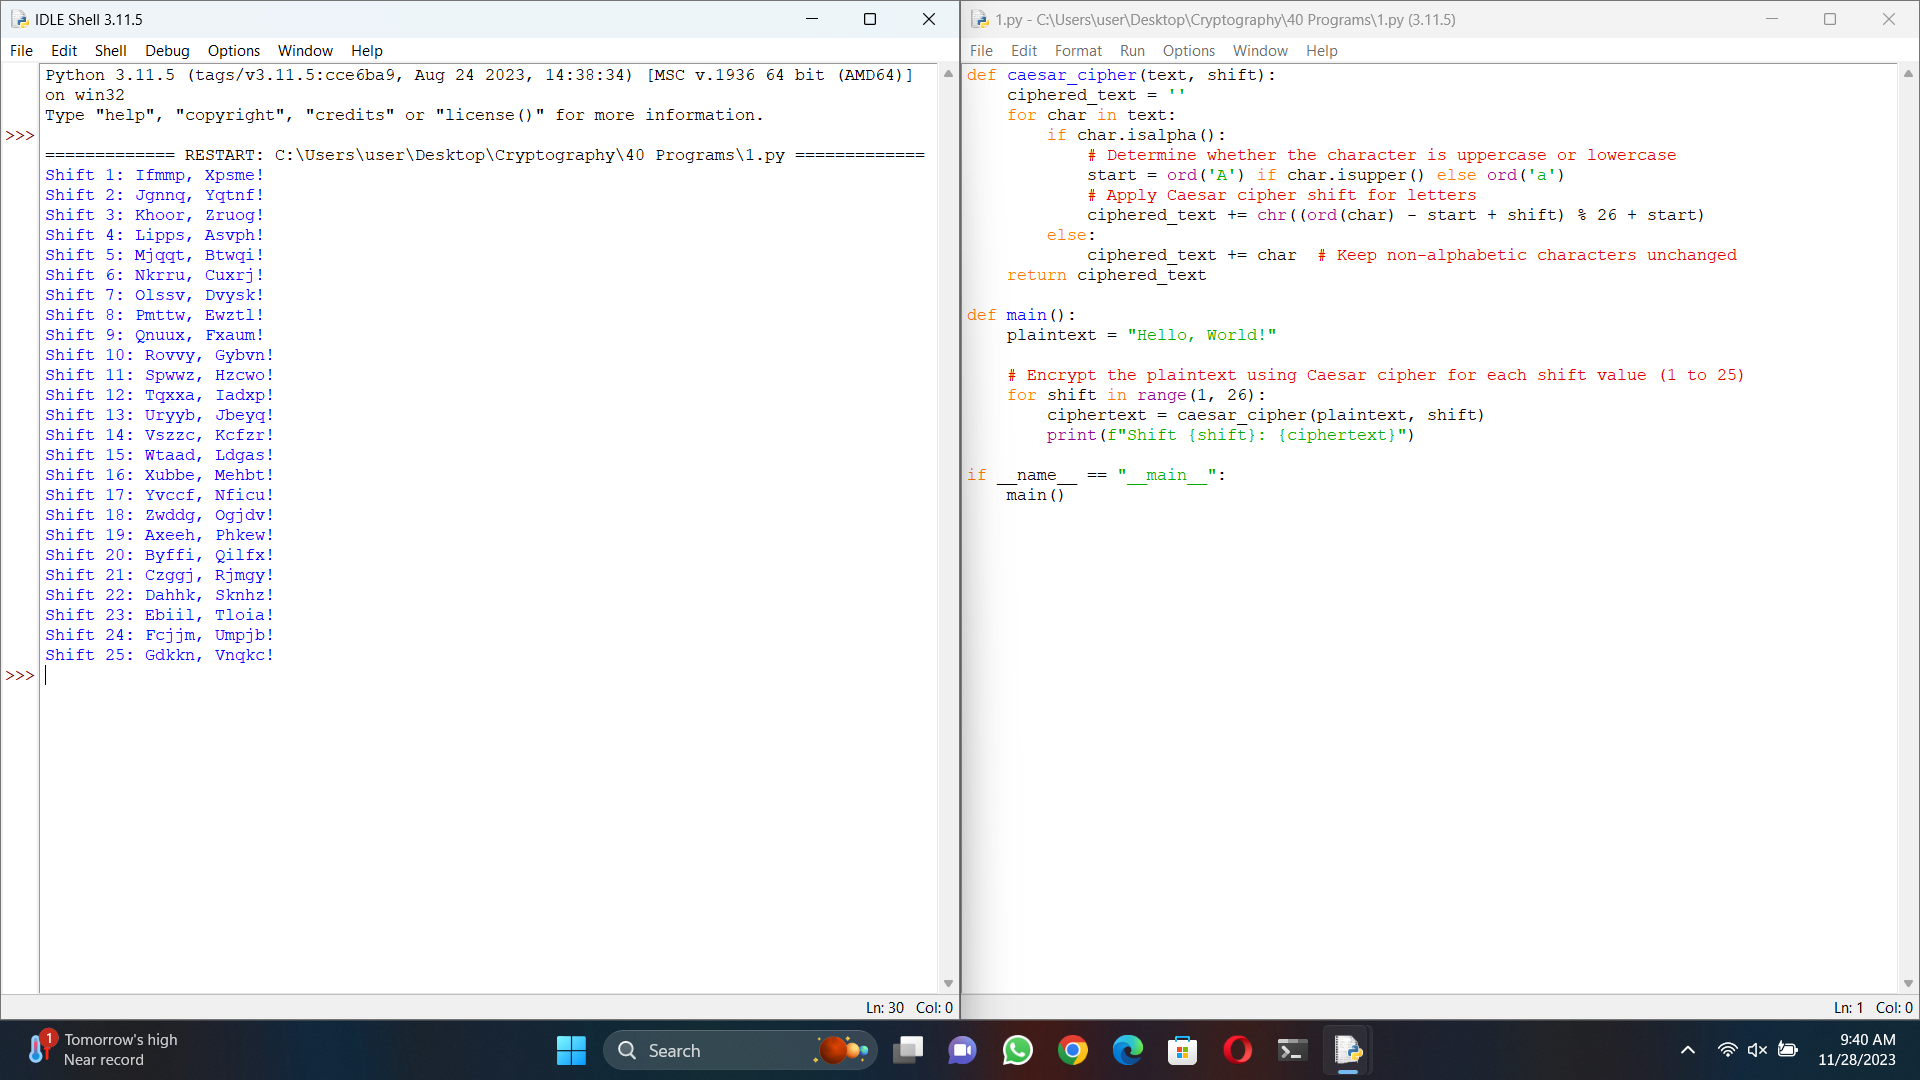 IDLE Shell 3.11.5
File Edit Shell Debug Options Window Help
Python 3.11.5 (tags/v3.11.5:cce6ba9, Aug 24 2023, 14:38:34) [MSC v.1936 64 bit (AMD64)]
on win32
Type "help", "copyright", "credits" or "license()" for more information.
>>>
============= RESTART: C:\Users\user\Desktop\Cryptography\40 Programs\1.py =============
Shift 1: Ifmmp, Xpsme!
Shift 2: Jgnnq, Yqtnf!
Shift 3: Khoor, Zruog!
Shift 4: Lipps, Asvph!
Shift 5: Mjqqt, Btwqi!
Shift 6: Nkrru, Cuxrj!
Shift 7: Olssv, Dvysk!
Shift 8: Pmttw, Ewztl!
Shift 9: Qnuux, Fxaum!
Shift 10: Rovvy, Gybvn!
Shift 11: Spwwz, Hzcwo!
Shift 12: Tqxxa, Iadxp!
Shift 13: Uryyb, Jbeyq!
Shift 14: Vszzc, Kcfzr!
Shift 15: Wtaad, Ldgas!
Shift 16: Xubbe, Mehbt!
Shift 17: Yvccf, Nficu!
Shift 18: Zwddg, Ogjdv!
Shift 19: Axeeh, Phkew!
Shift 20: Byffi, Qilfx!
Shift 21: Czggj, Rjmgy!
Shift 22: Dahhk, Sknhz!
Shift 23: Ebiil, Tloia!
Shift 24: Fcjjm, Umpjb!
Shift 25: Gdkkn, Vnqkc!
>>>
Ln: 30 Col: 0
1.py - C:\Users\user\Desktop\Cryptography\40 Programs\1.py (3.11.5)
File Edit Format Run Options Window Help
def caesar_cipher(text, shift):
    ciphered_text = ''
    for char in text:
        if char.isalpha():
            # Determine whether the character is uppercase or lowercase
            start = ord('A') if char.isupper() else ord('a')
            # Apply Caesar cipher shift for letters
            ciphered_text += chr((ord(char) - start + shift) % 26 + start)
        else:
            ciphered_text += char  # Keep non-alphabetic characters unchanged
    return ciphered_text
def main():
    plaintext = "Hello, World!"
    # Encrypt the plaintext using Caesar cipher for each shift value (1 to 25)
    for shift in range(1, 26):
        ciphertext = caesar_cipher(plaintext, shift)
        print(f"Shift {shift}: {ciphertext}")
if __name__ == "__main__":
    main()
Ln: 1 Col: 0
1
Tomorrow's high
Near record
Search
9:40 AM
11/28/2023